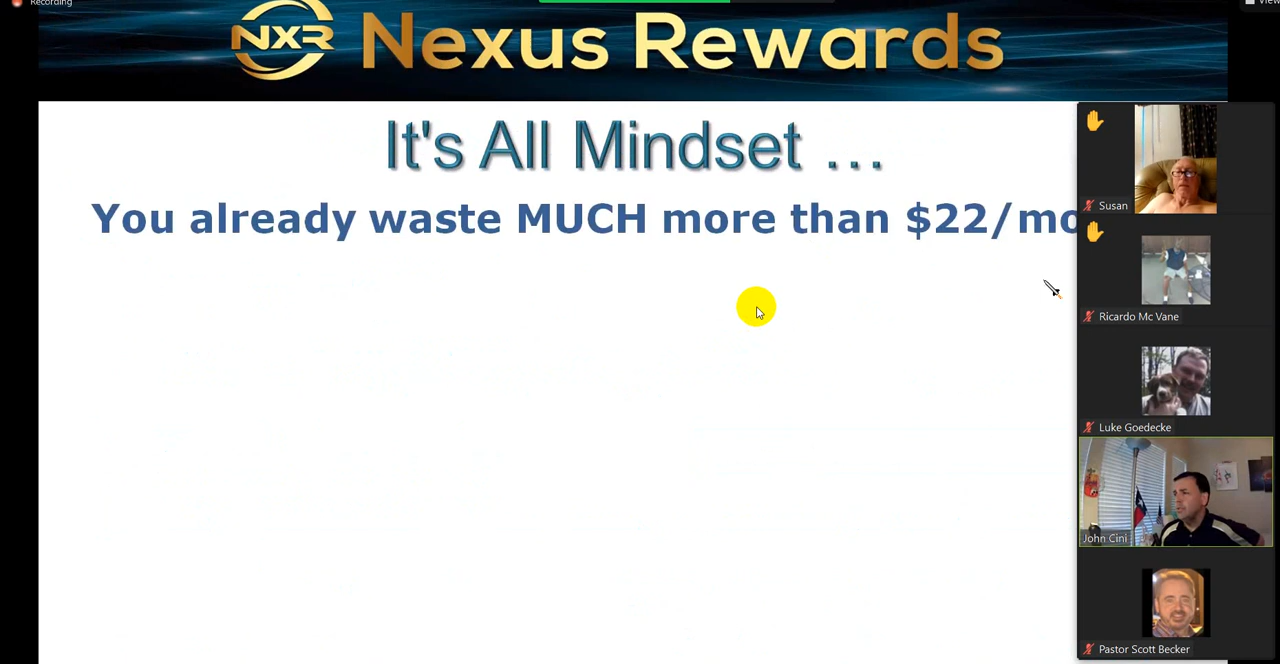 Recording
View
NXR Nexus Rewards
It's All Mindset ...
You already waste MUCH more than $22/mo
Susan
Ricardo Mc Vane
Luke Goedecke
John Cini
Pastor Scott Becker